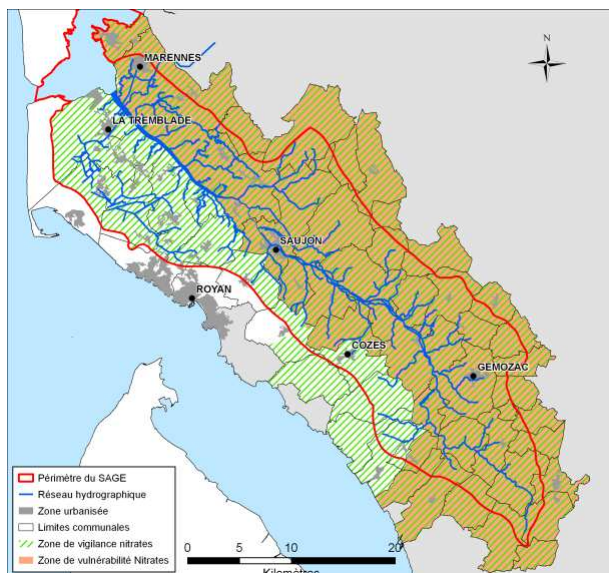 N
MARENNES
LA TREMBLADE
SAUJON
ROYAN
COZES
GEMOZAC
Périmètre du SAGE
Réseau hydrographique
Zone urbanisée
Limites communales
Zone de vigilance nitrates
Zone de vulnérabilité Nitrates
0 5 10 20
Kilomètres